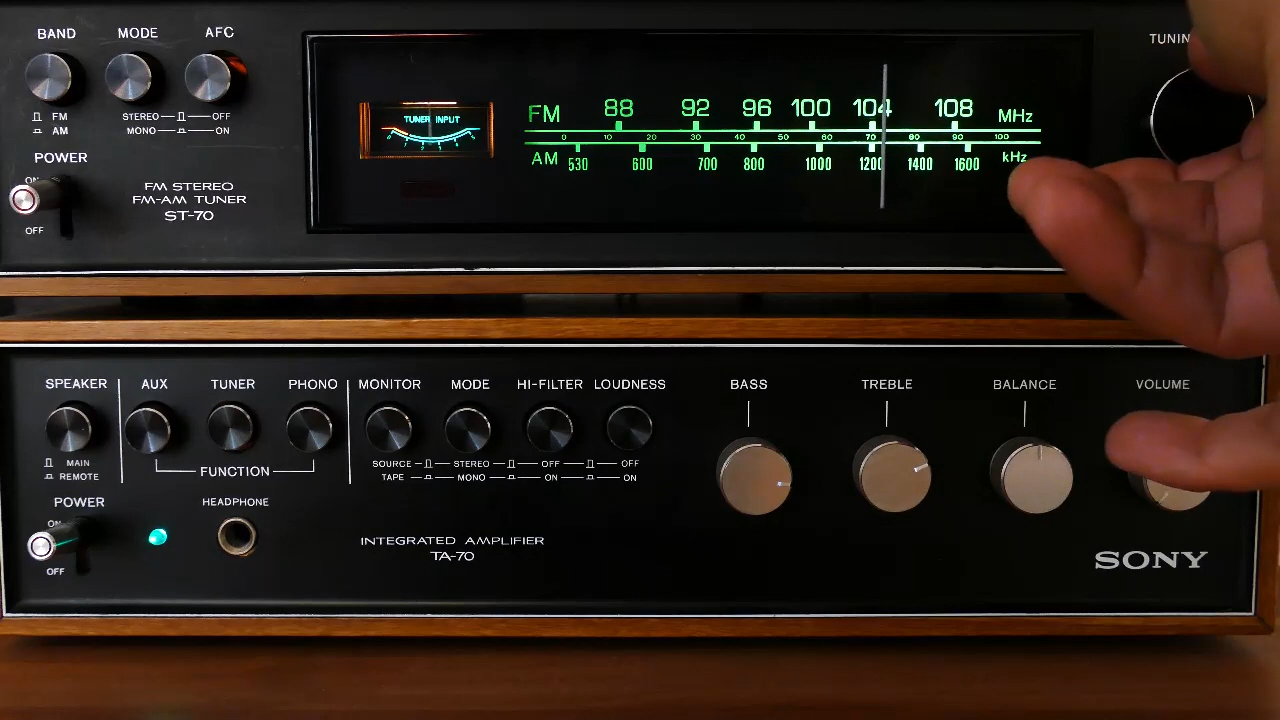 BAND MODE AFC
TUNIN
FM STEREO OFF
AM MONO ON
POWER
ON
OFF
FM STEREO
FM-AM TUNER
ST-70
TUNER INPUT
FM 88 92 96 100 104 108 MHz
0 10 20 30 40 50 60 70 80 90 100
AM 530 600 700 800 1000 1200 1400 1600 kHz
SPEAKER AUX TUNER PHONO MONITOR MODE HI-FILTER LOUDNESS BASS TREBLE BALANCE VOLUME
MAIN
REMOTE
FUNCTION
SOURCE STEREO OFF OFF
TAPE MONO ON ON
POWER
ON
OFF
HEADPHONE
INTEGRATED AMPLIFIER
TA-70
SONY